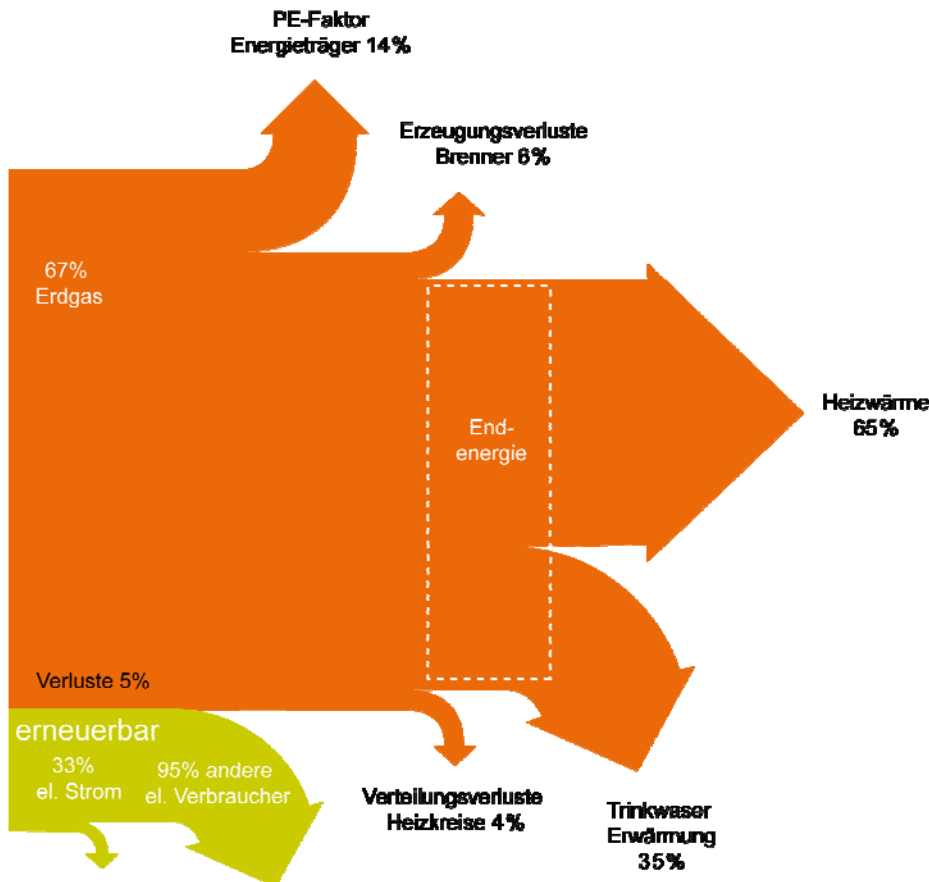 PE-Faktor
Energieträger 14%
Erzeugungsverluste
Brenner 6%
67%
Erdgas
Heizwärme
65%
End-
energie
Verluste 5%
erneuerbar
33%
el. Strom
95% andere
el. Verbraucher
Verteilungsverluste
Heizkreise 4%
Trinkwaser
Erwärmung
35%